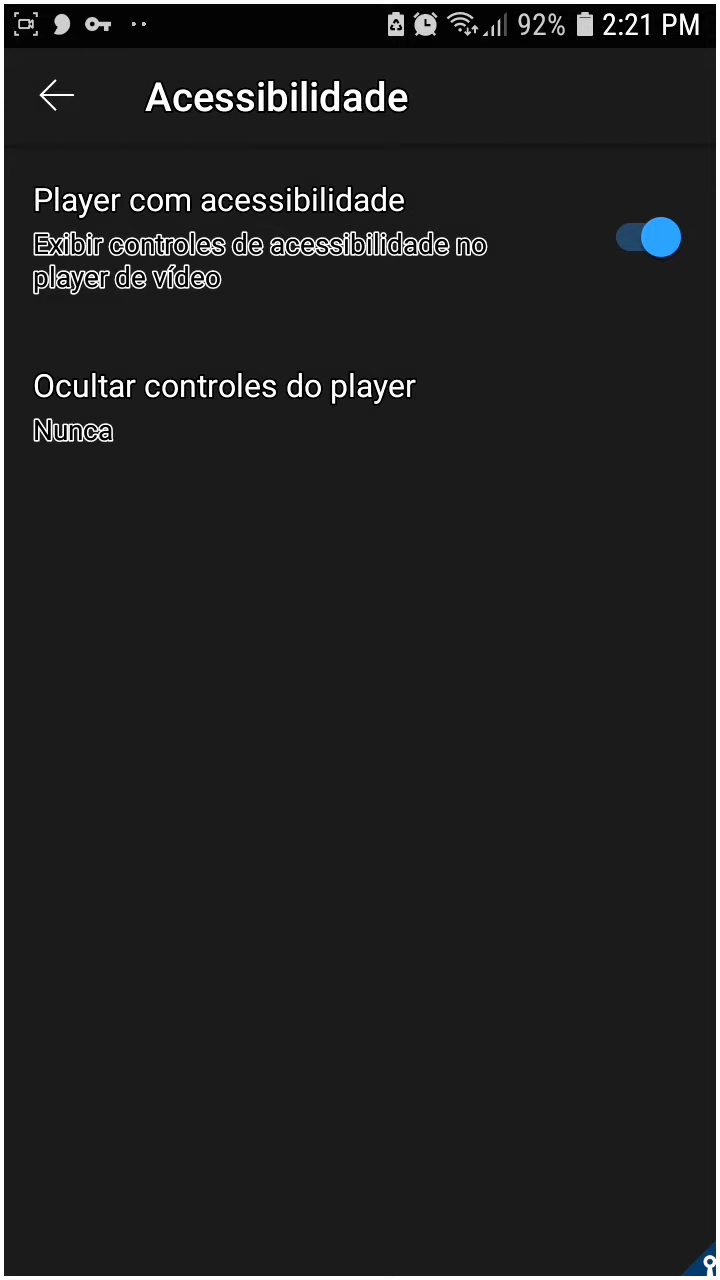 92% 2:21 PM
Acessibilidade
Player com acessibilidade
Exibir controles de acessibilidade no
player de vídeo
Ocultar controles do player
Nunca